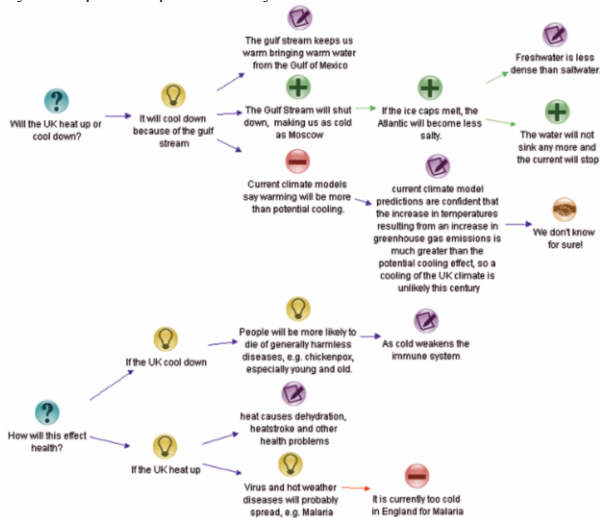 The gulf stream keeps us
warm bringing warm water
from the Gulf of Mexico
Freshwater is less
dense than saltwater.
Will the UK heat up or
cool down?
It will cool down
because of the gulf
stream
The Gulf Stream will shut
down, making us as cold
as Moscow
If the ice caps melt, the
Atlantic will become less
salty.
The water will not
sink any more and
the current will stop
Current climate models
say warming will be more
than potential cooling.
current climate model
predictions are confident that
the increase in temperatures
resulting from an increase in
greenhouse gas emissions is
much greater than the
potential cooling effect, so a
cooling of the UK climate is
unlikely this century
We don't know
for sure!
If the UK cool down
People will be more likely to
die of generally harmless
diseases, e.g. chickenpox,
especially young and old.
As cold weakens the
immune system
How will this effect
health?
heat causes dehydration,
heatstroke and other
health problems
If the UK heat up
Virus and hot weather
diseases will probably
spread, e.g. Malaria
It is currently too cold
in England for Malaria